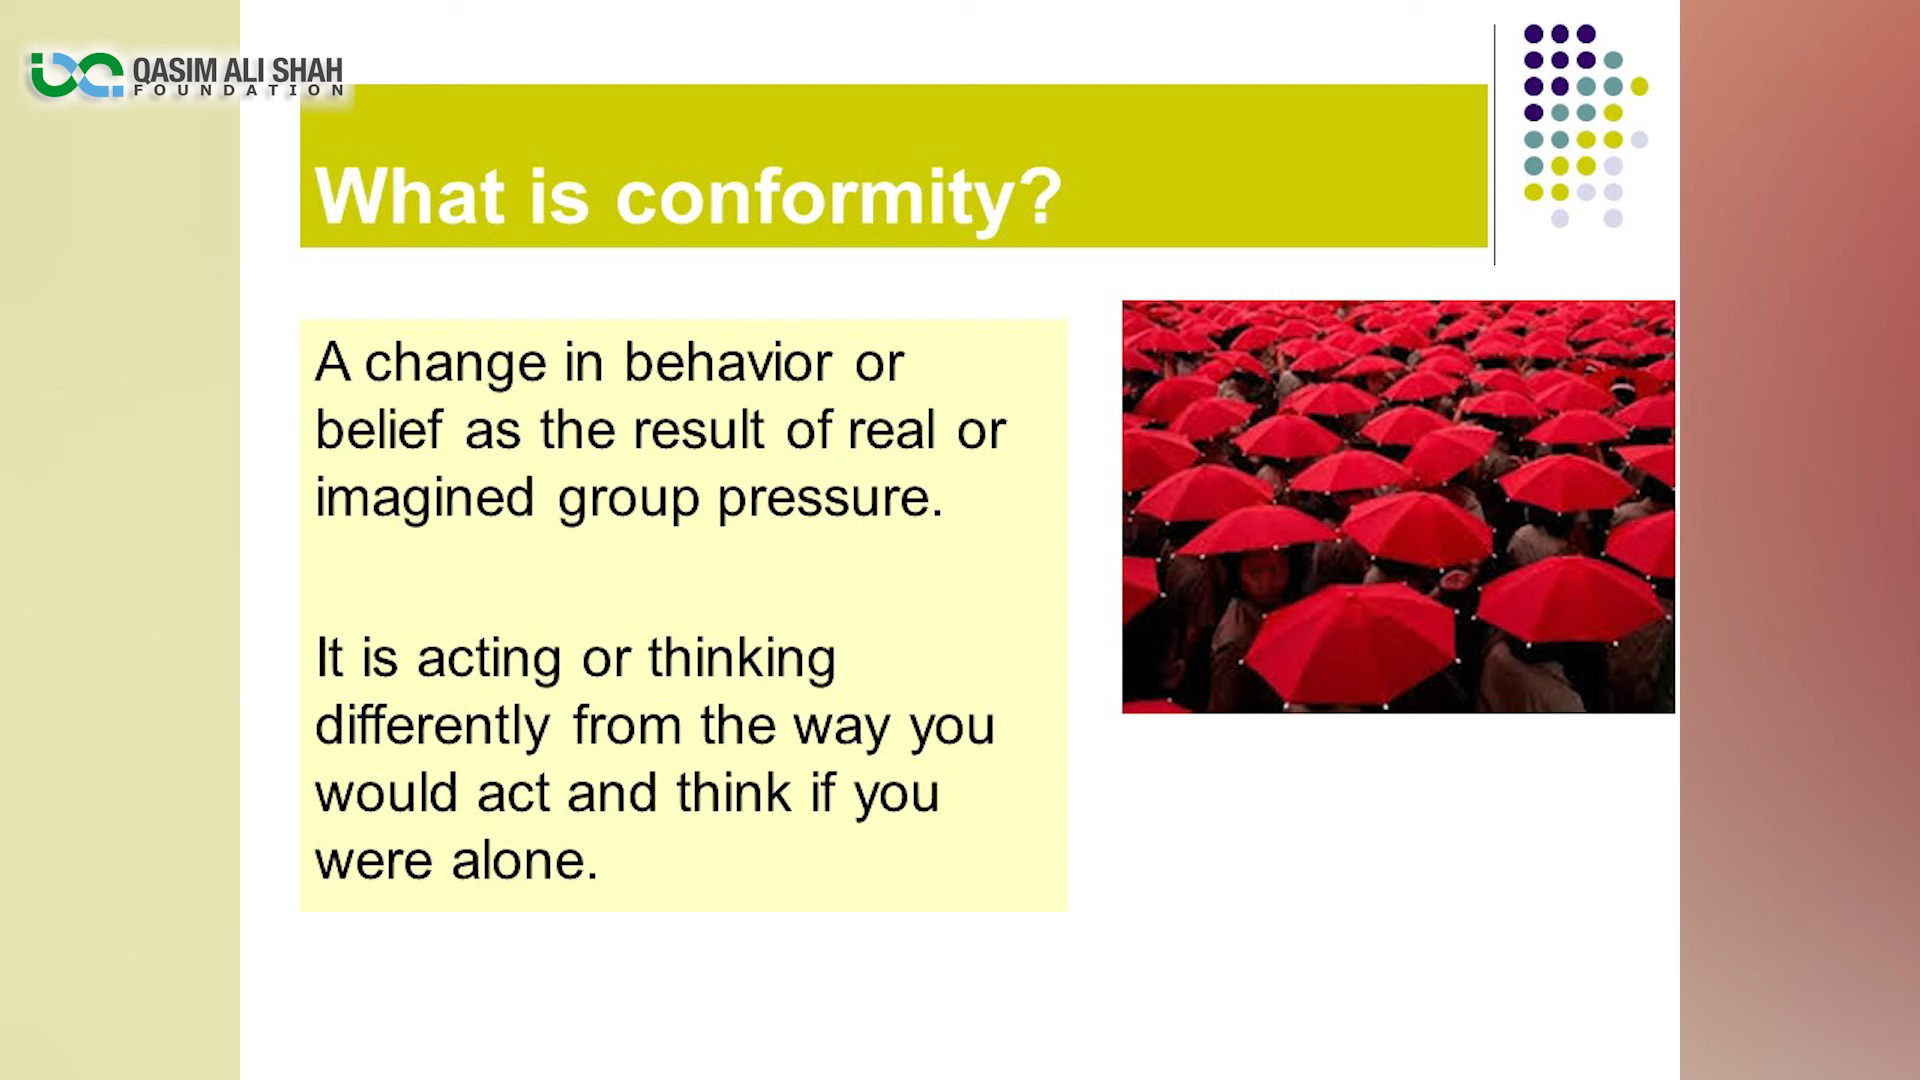 QASIM ALI SHAH
FOUNDATION
What is conformity?
A change in behavior or
belief as the result of real or
imagined group pressure.
It is acting or thinking
differently from the way you
would act and think if you
were alone.